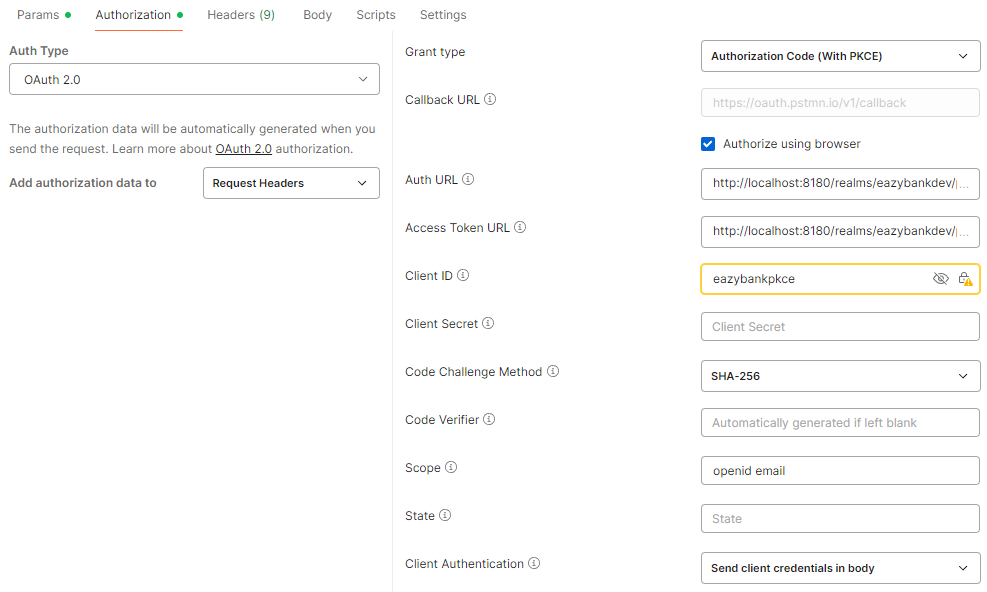 Params Authorization Headers (9) Body Scripts Settings
Auth Type
OAuth 2.0
The authorization data will be automatically generated when you
send the request. Learn more about OAuth 2.0 authorization.
Add authorization data to Request Headers
Grant type Authorization Code (With PKCE)
Callback URL https://oauth.pstmn.io/v1/callback
Authorize using browser
Auth URL http://localhost:8180/realms/eazybankdev/p...
Access Token URL http://localhost:8180/realms/eazybankdev/p...
Client ID eazybankpkce
Client Secret Client Secret
Code Challenge Method SHA-256
Code Verifier Automatically generated if left blank
Scope openid email
State State
Client Authentication Send client credentials in body